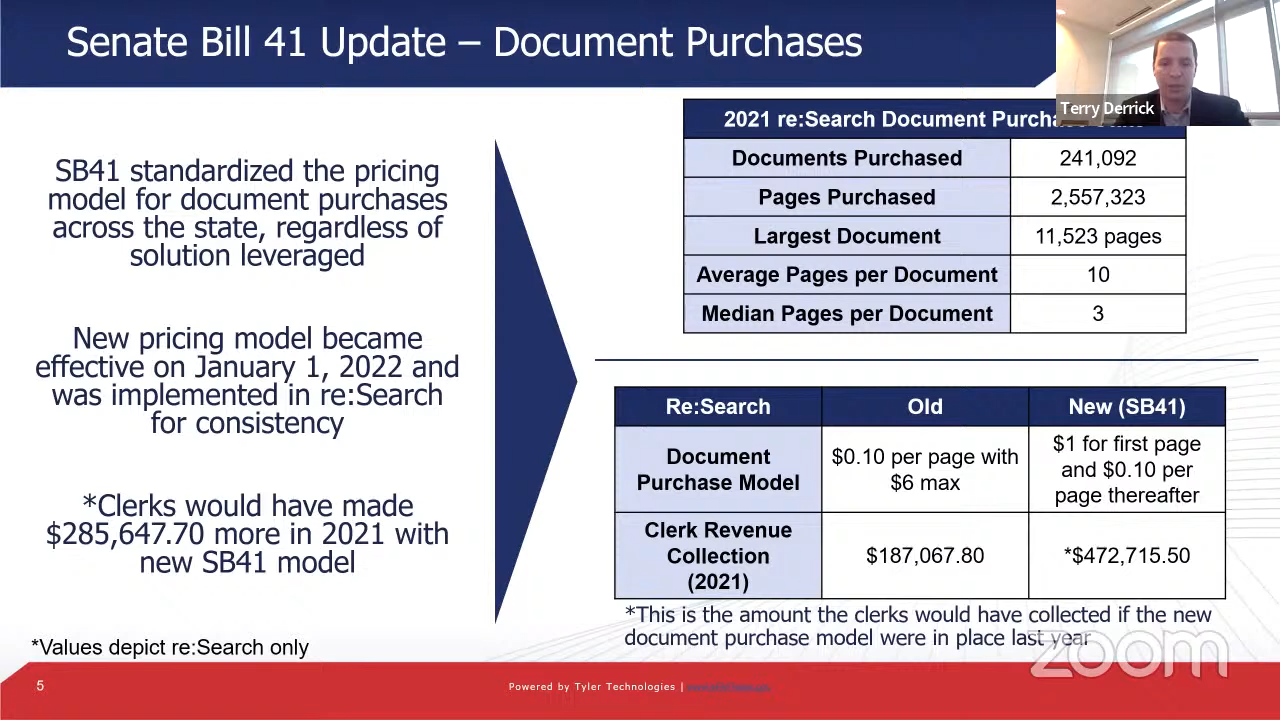 Senate Bill 41 Update – Document Purchases
Terry Derrick
SB41 standardized the pricing
model for document purchases
across the state, regardless of
solution leveraged
New pricing model became
effective on January 1, 2022 and
was implemented in re:Search
for consistency
*Clerks would have made
$285,647.70 more in 2021 with
new SB41 model
*Values depict re:Search only
2021 re:Search Document
Documents Purchased 241,092
Pages Purchased 2,557,323
Largest Document 11,523 pages
Average Pages per Document 10
Median Pages per Document 3
Re:Search Old New (SB41)
Document
Purchase Model
$0.10 per page with
$6 max
$1 for first page
and $0.10 per
page thereafter
Clerk Revenue
Collection
(2021)
$187,067.80
*$472,715.50
*This is the amount the clerks would have collected if the new
document purchase model were in place last year
zoom
5
Powered by Tyler Technologies |